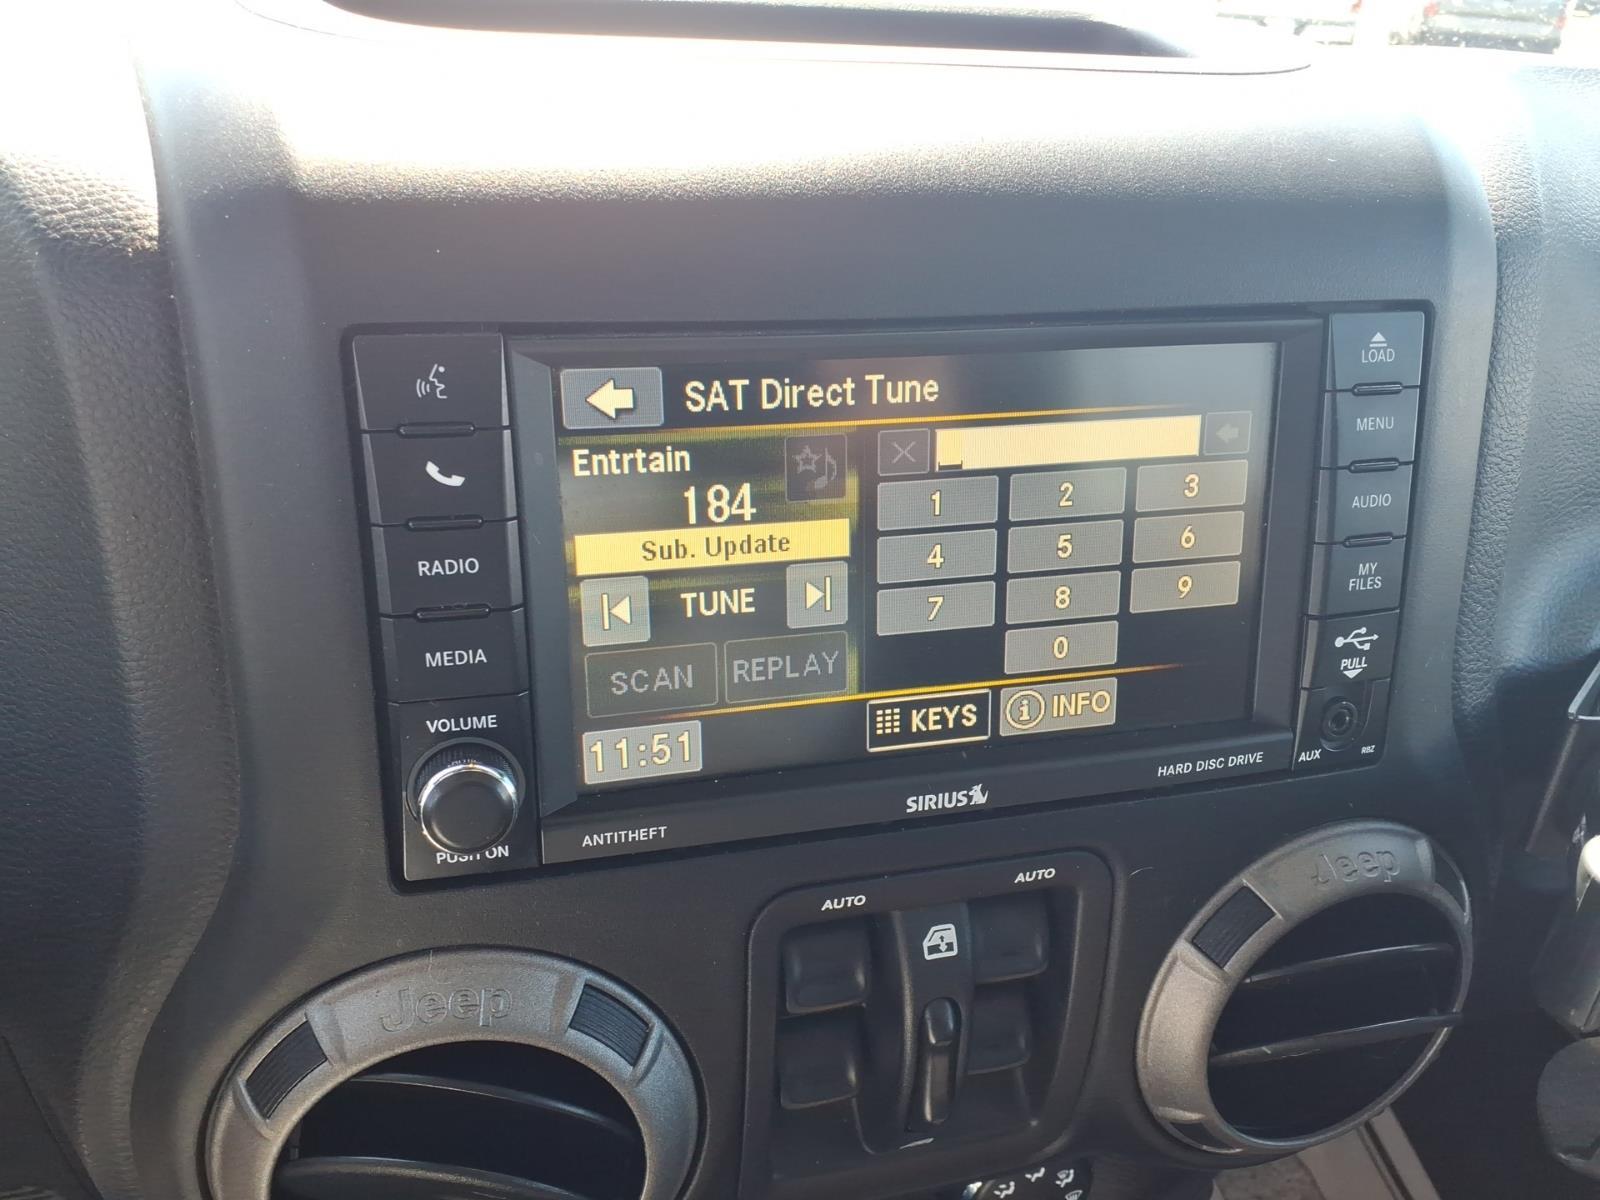 SAT Direct Tune
Entrtain
184
Sub. Update
TUNE
SCAN REPLAY
11:51
1 2 3
4 5 6
7 8 9
0
KEYS
INFO
RADIO
MEDIA
VOLUME
PUSH ON
LOAD
MENU
AUDIO
MY
FILES
PULL
AUX
RBZ
ANTITHEFT
SIRIUS
HARD DISC DRIVE
AUTO
AUTO
Jeep
Jeep